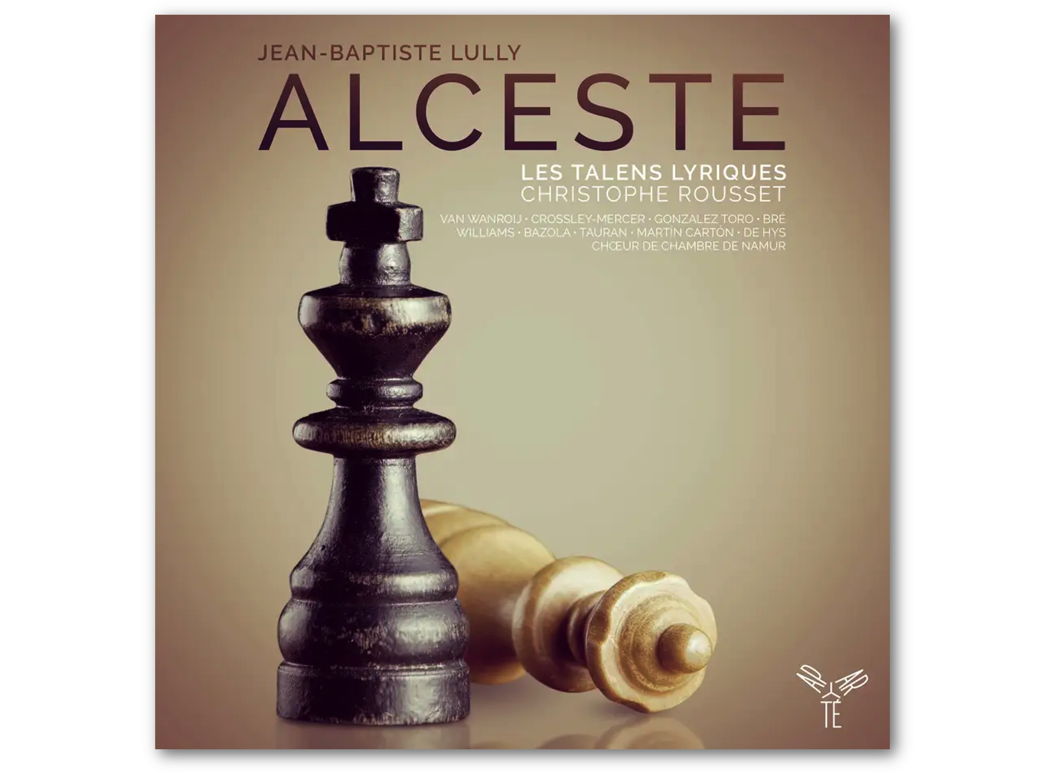 JEAN-BAPTISTE LULLY
ALCESTE
LES TALENS LYRIQUES
CHRISTOPHE ROUSSET
VAN WANROIJ • CROSSLEY-MERCER • GONZALEZ TORO • BRÉ
WILLIAMS • BAZOLA • TAURAN • MARTÍN CARTÓN • DE HYS
CHŒUR DE CHAMBRE DE NAMUR
APARTÉ